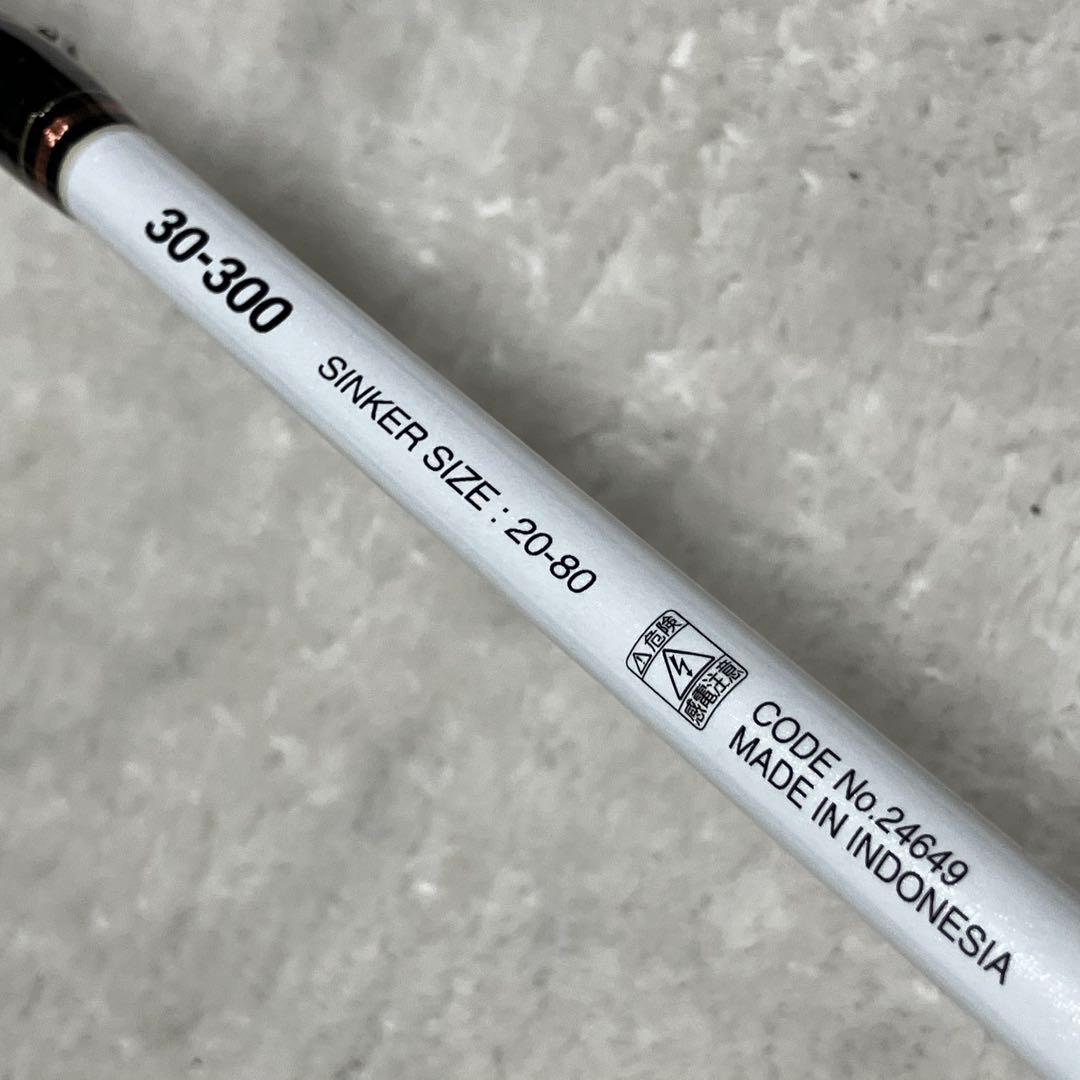 30-300
SINKER SIZE : 20-80
危険
感電注意
CODE No.24649
MADE IN INDONESIA